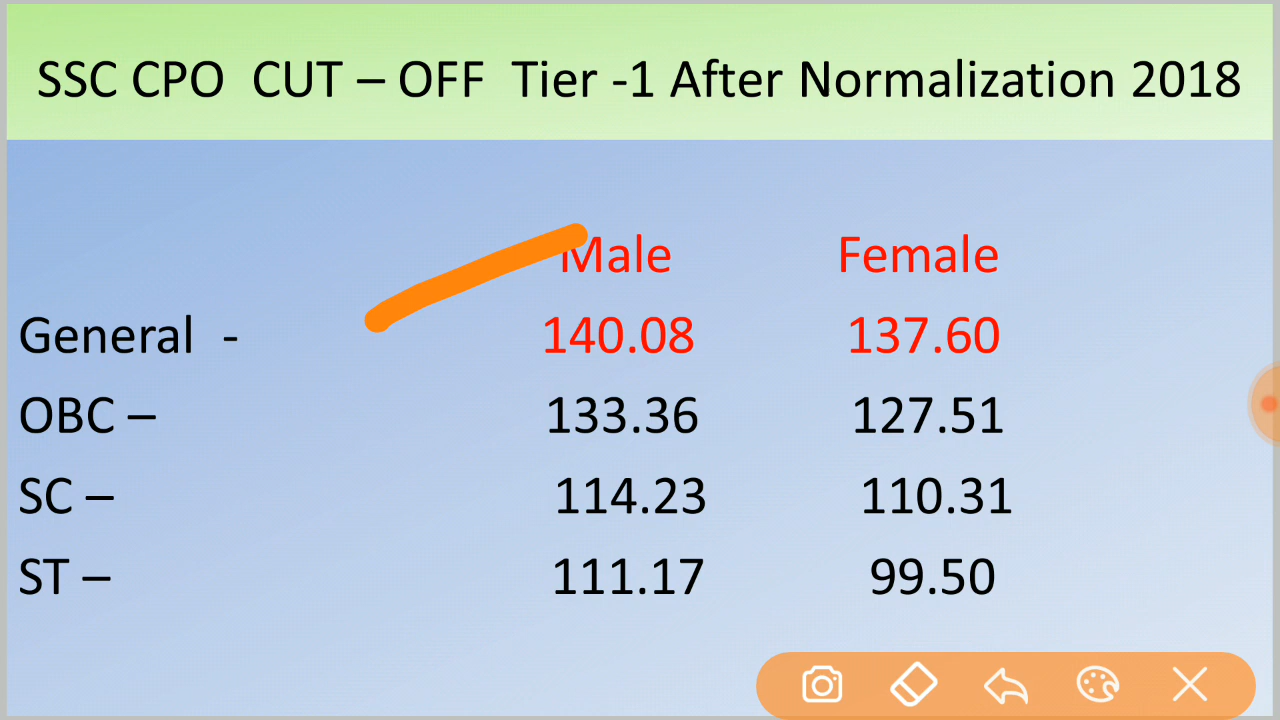 SSC CPO CUT – OFF Tier -1 After Normalization 2018
Male Female
General - 140.08 137.60
OBC – 133.36 127.51
SC – 114.23 110.31
ST – 111.17 99.50